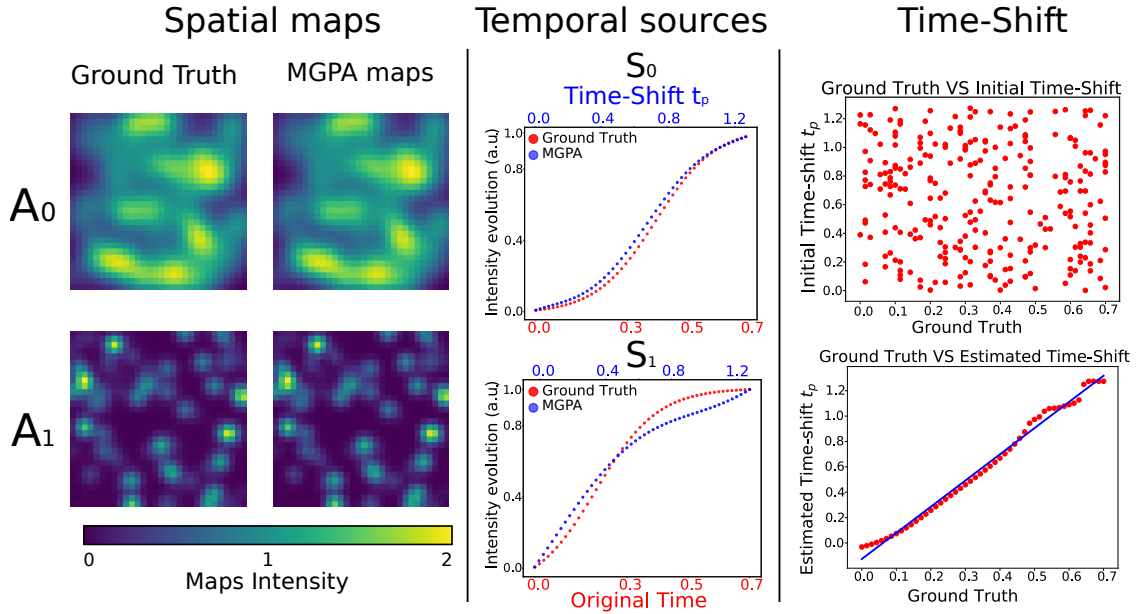 Spatial maps
Ground Truth
MGPA maps
A0
A1
0
1
2
Maps Intensity
Temporal sources
S0
Time-Shift tp
0.0 0.4 0.6 0.8 1.2
Intensity evolution (a.u)
1.0
0.8
0.4
0.0
Ground Truth
MGPA
0.0 0.3 0.5 0.7
S1
0.0 0.4 0.6 0.8 1.2
Intensity evolution (a.u)
1.0
0.8
0.4
0.0
Ground Truth
MGPA
0.0 0.3 0.5 0.7
Original Time
Time-Shift
Ground Truth VS Initial Time-Shift
Initial Time-shift tp
1.2
1.0
0.8
0.6
0.4
0.2
0.0
0.0 0.1 0.2 0.3 0.4 0.5 0.6 0.7
Ground Truth
Ground Truth VS Estimated Time-Shift
Estimated Time-shift tp
1.2
1.0
0.8
0.6
0.4
0.2
0.0
0.0 0.1 0.2 0.3 0.4 0.5 0.6 0.7
Ground Truth